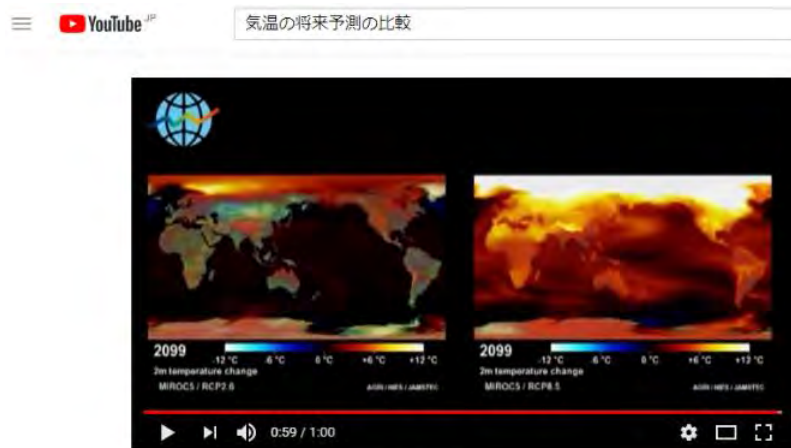 YouTube JP
気温の将来予測の比較
2099
-12 °C -6 °C 0 °C +6 °C +12 °C
2m temperature change
MIROC5 / RCP2.6 AORI / NIES / JAMSTEC
2099
-12 °C -6 °C 0 °C +6 °C +12 °C
2m temperature change
MIROC5 / RCP8.5 AORI / NIES / JAMSTEC
0:59 / 1:00